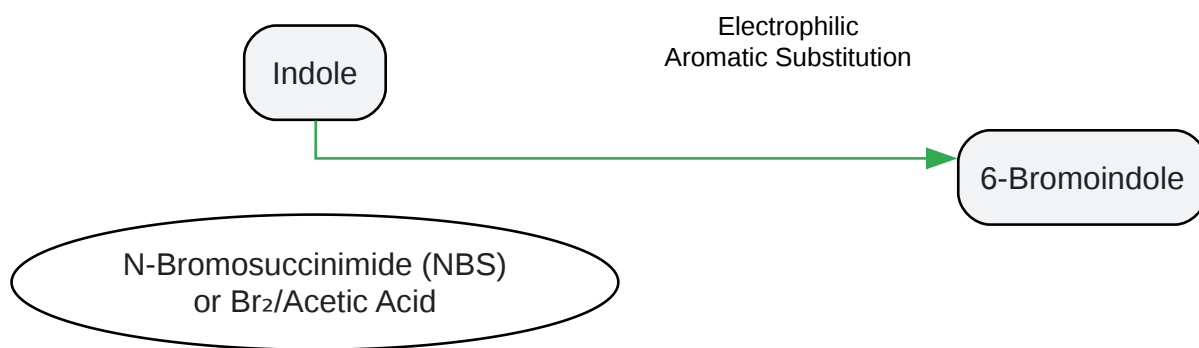 Electrophilic
Aromatic Substitution
Indole
6-Bromoindole
N-Bromosuccinimide (NBS)
or Br₂/Acetic Acid